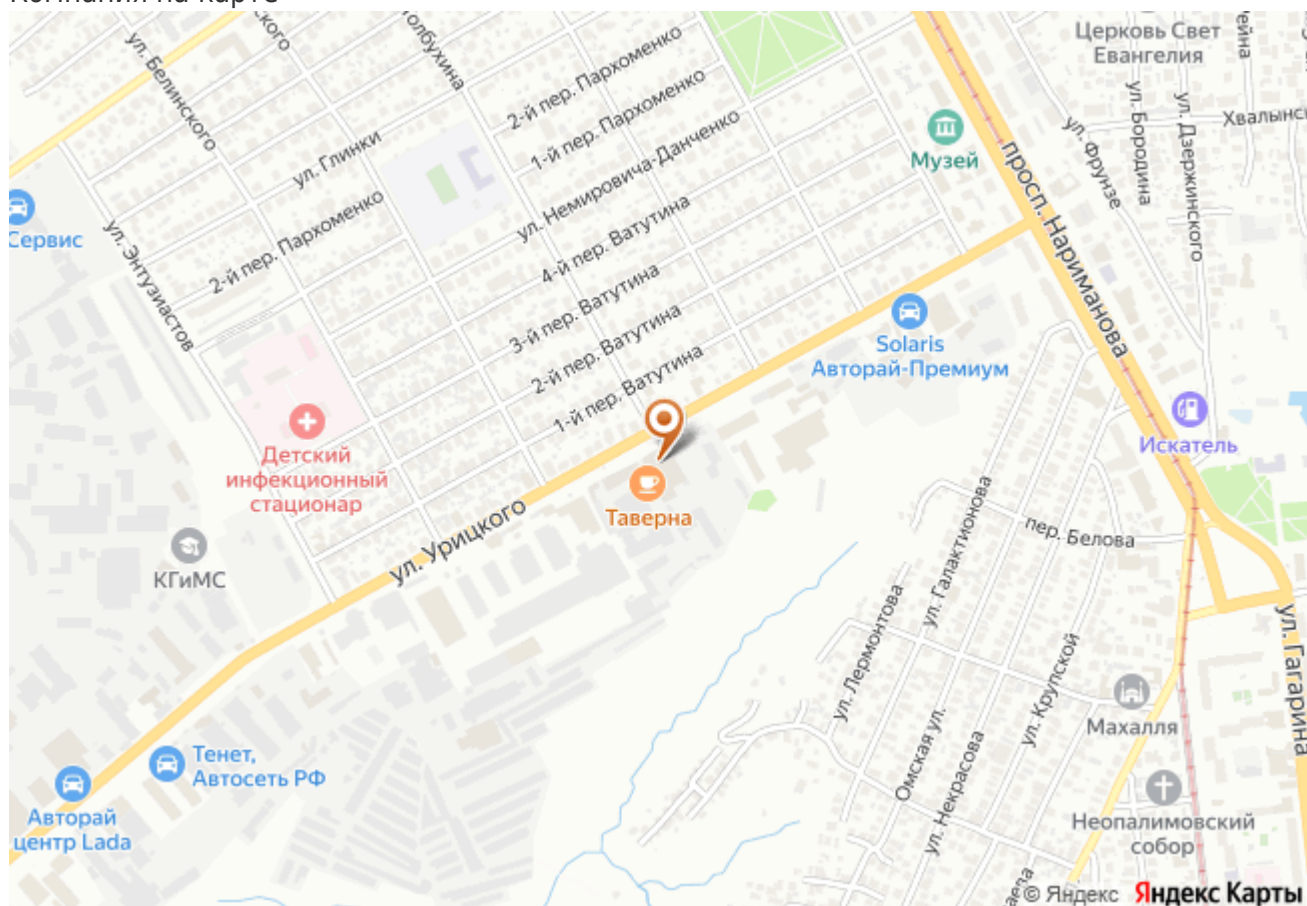 Компания на карте
Церковь Свет
Евангелия
ул. Белинского
Толбухина
2-й пер. Пархоменко
1-й пер. Пархоменко
ул. Бородина
ул. Дзержинского
ул. Фрунзе
Музей
просп. Нариманова
ул. Глинки
ул. Немировича-Данченко
2-й пер. Пархоменко
4-й пер. Ватутина
Сервис
ул. Энтузиастов
3-й пер. Ватутина
2-й пер. Ватутина
1-й пер. Ватутина
Solaris
Авторай-Премиум
Искатель
Детский
инфекционный
стационар
Таверна
ул. Урицкого
КГиМС
пер. Белова
ул. Галактионова
ул. Лермонтова
ул. Крупской
ул. Гагарина
Махалля
Омская ул.
ул. Некрасова
Тенет,
Автосеть РФ
Авторай
центр Lada
Неопалимовский
собор
© Яндекс Яндекс Карты